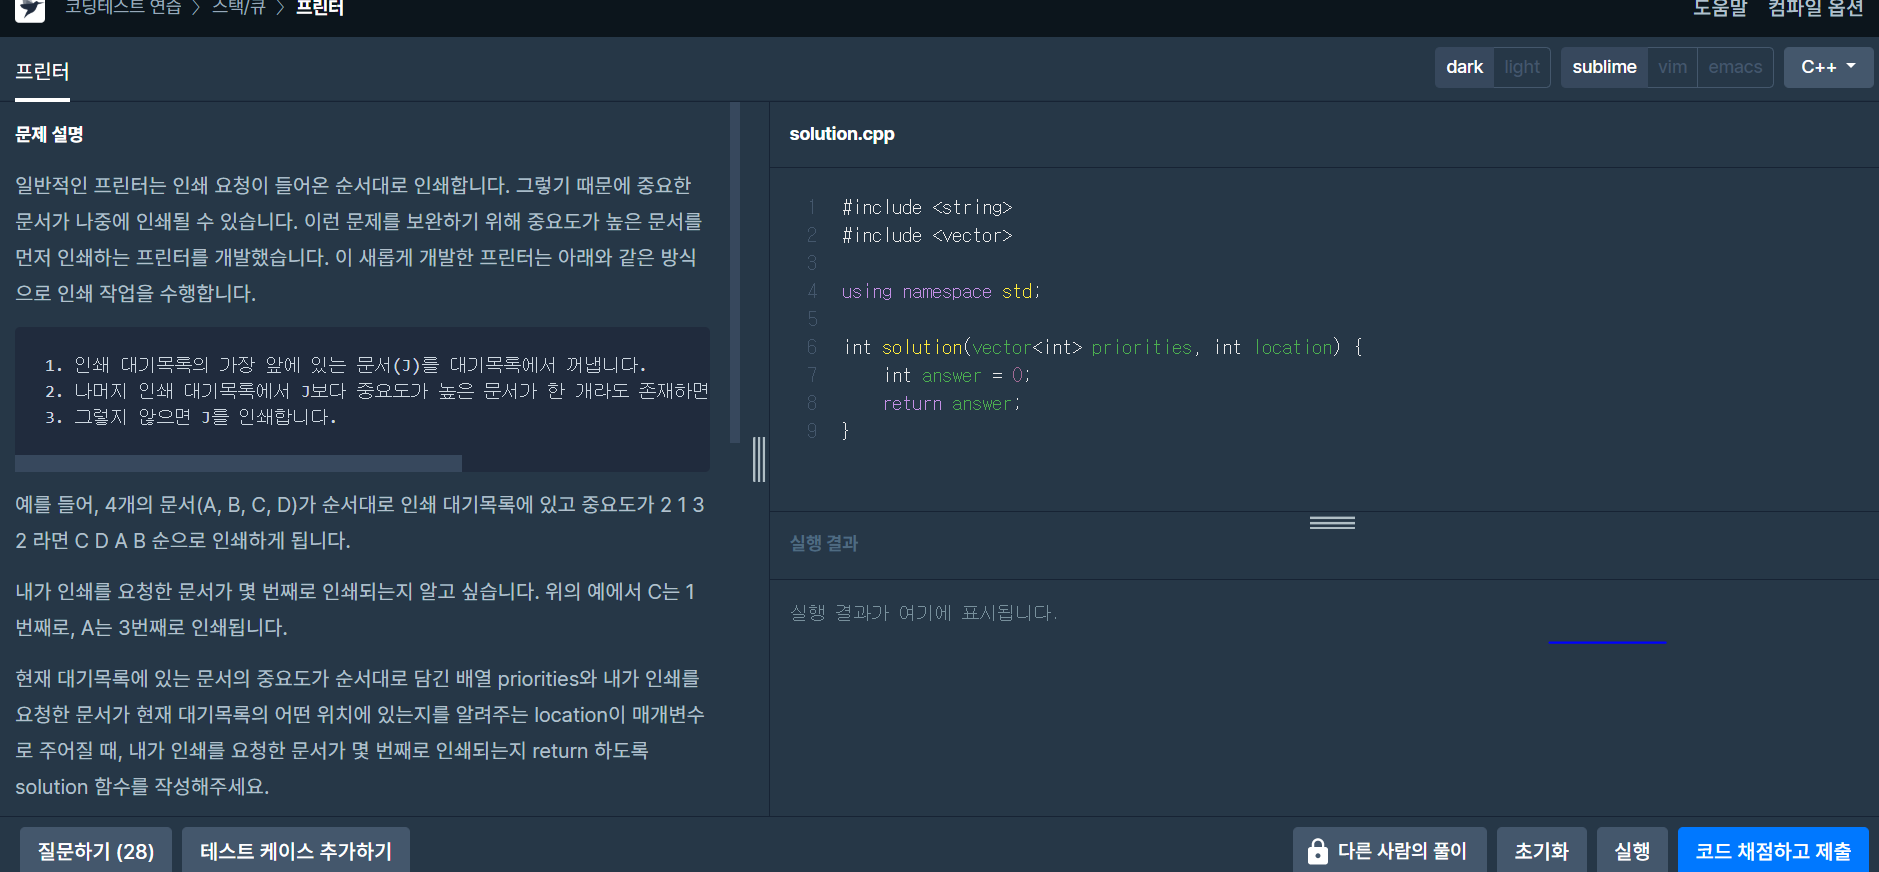 코딩테스트 연습 > 스택/큐 > 프린터
도움말 컴파일 옵션
프린터
dark light sublime vim emacs C++
문제 설명
일반적인 프린터는 인쇄 요청이 들어온 순서대로 인쇄합니다. 그렇기 때문에 중요한
문서가 나중에 인쇄될 수 있습니다. 이런 문제를 보완하기 위해 중요도가 높은 문서를
먼저 인쇄하는 프린터를 개발했습니다. 이 새롭게 개발한 프린터는 아래와 같은 방식
으로 인쇄 작업을 수행합니다.
1. 인쇄 대기목록의 가장 앞에 있는 문서(J)를 대기목록에서 꺼냅니다.
2. 나머지 인쇄 대기목록에서 J보다 중요도가 높은 문서가 한 개라도 존재하면
3. 그렇지 않으면 J를 인쇄합니다.
예를 들어, 4개의 문서(A, B, C, D)가 순서대로 인쇄 대기목록에 있고 중요도가 2 1 3
2 라면 C D A B 순으로 인쇄하게 됩니다.
내가 인쇄를 요청한 문서가 몇 번째로 인쇄되는지 알고 싶습니다. 위의 예에서 C는 1
번째로, A는 3번째로 인쇄됩니다.
현재 대기목록에 있는 문서의 중요도가 순서대로 담긴 배열 priorities와 내가 인쇄를
요청한 문서가 현재 대기목록의 어떤 위치에 있는지를 알려주는 location이 매개변수
로 주어질 때, 내가 인쇄를 요청한 문서가 몇 번째로 인쇄되는지 return 하도록
solution 함수를 작성해주세요.
solution.cpp
1 #include <string>
2 #include <vector>
3
4 using namespace std;
5
6 int solution(vector<int> priorities, int location) {
7 int answer = 0;
8 return answer;
9 }
실행 결과
실행 결과가 여기에 표시됩니다.
질문하기 (28) 테스트 케이스 추가하기 다른 사람의 풀이 초기화 실행 코드 채점하고 제출